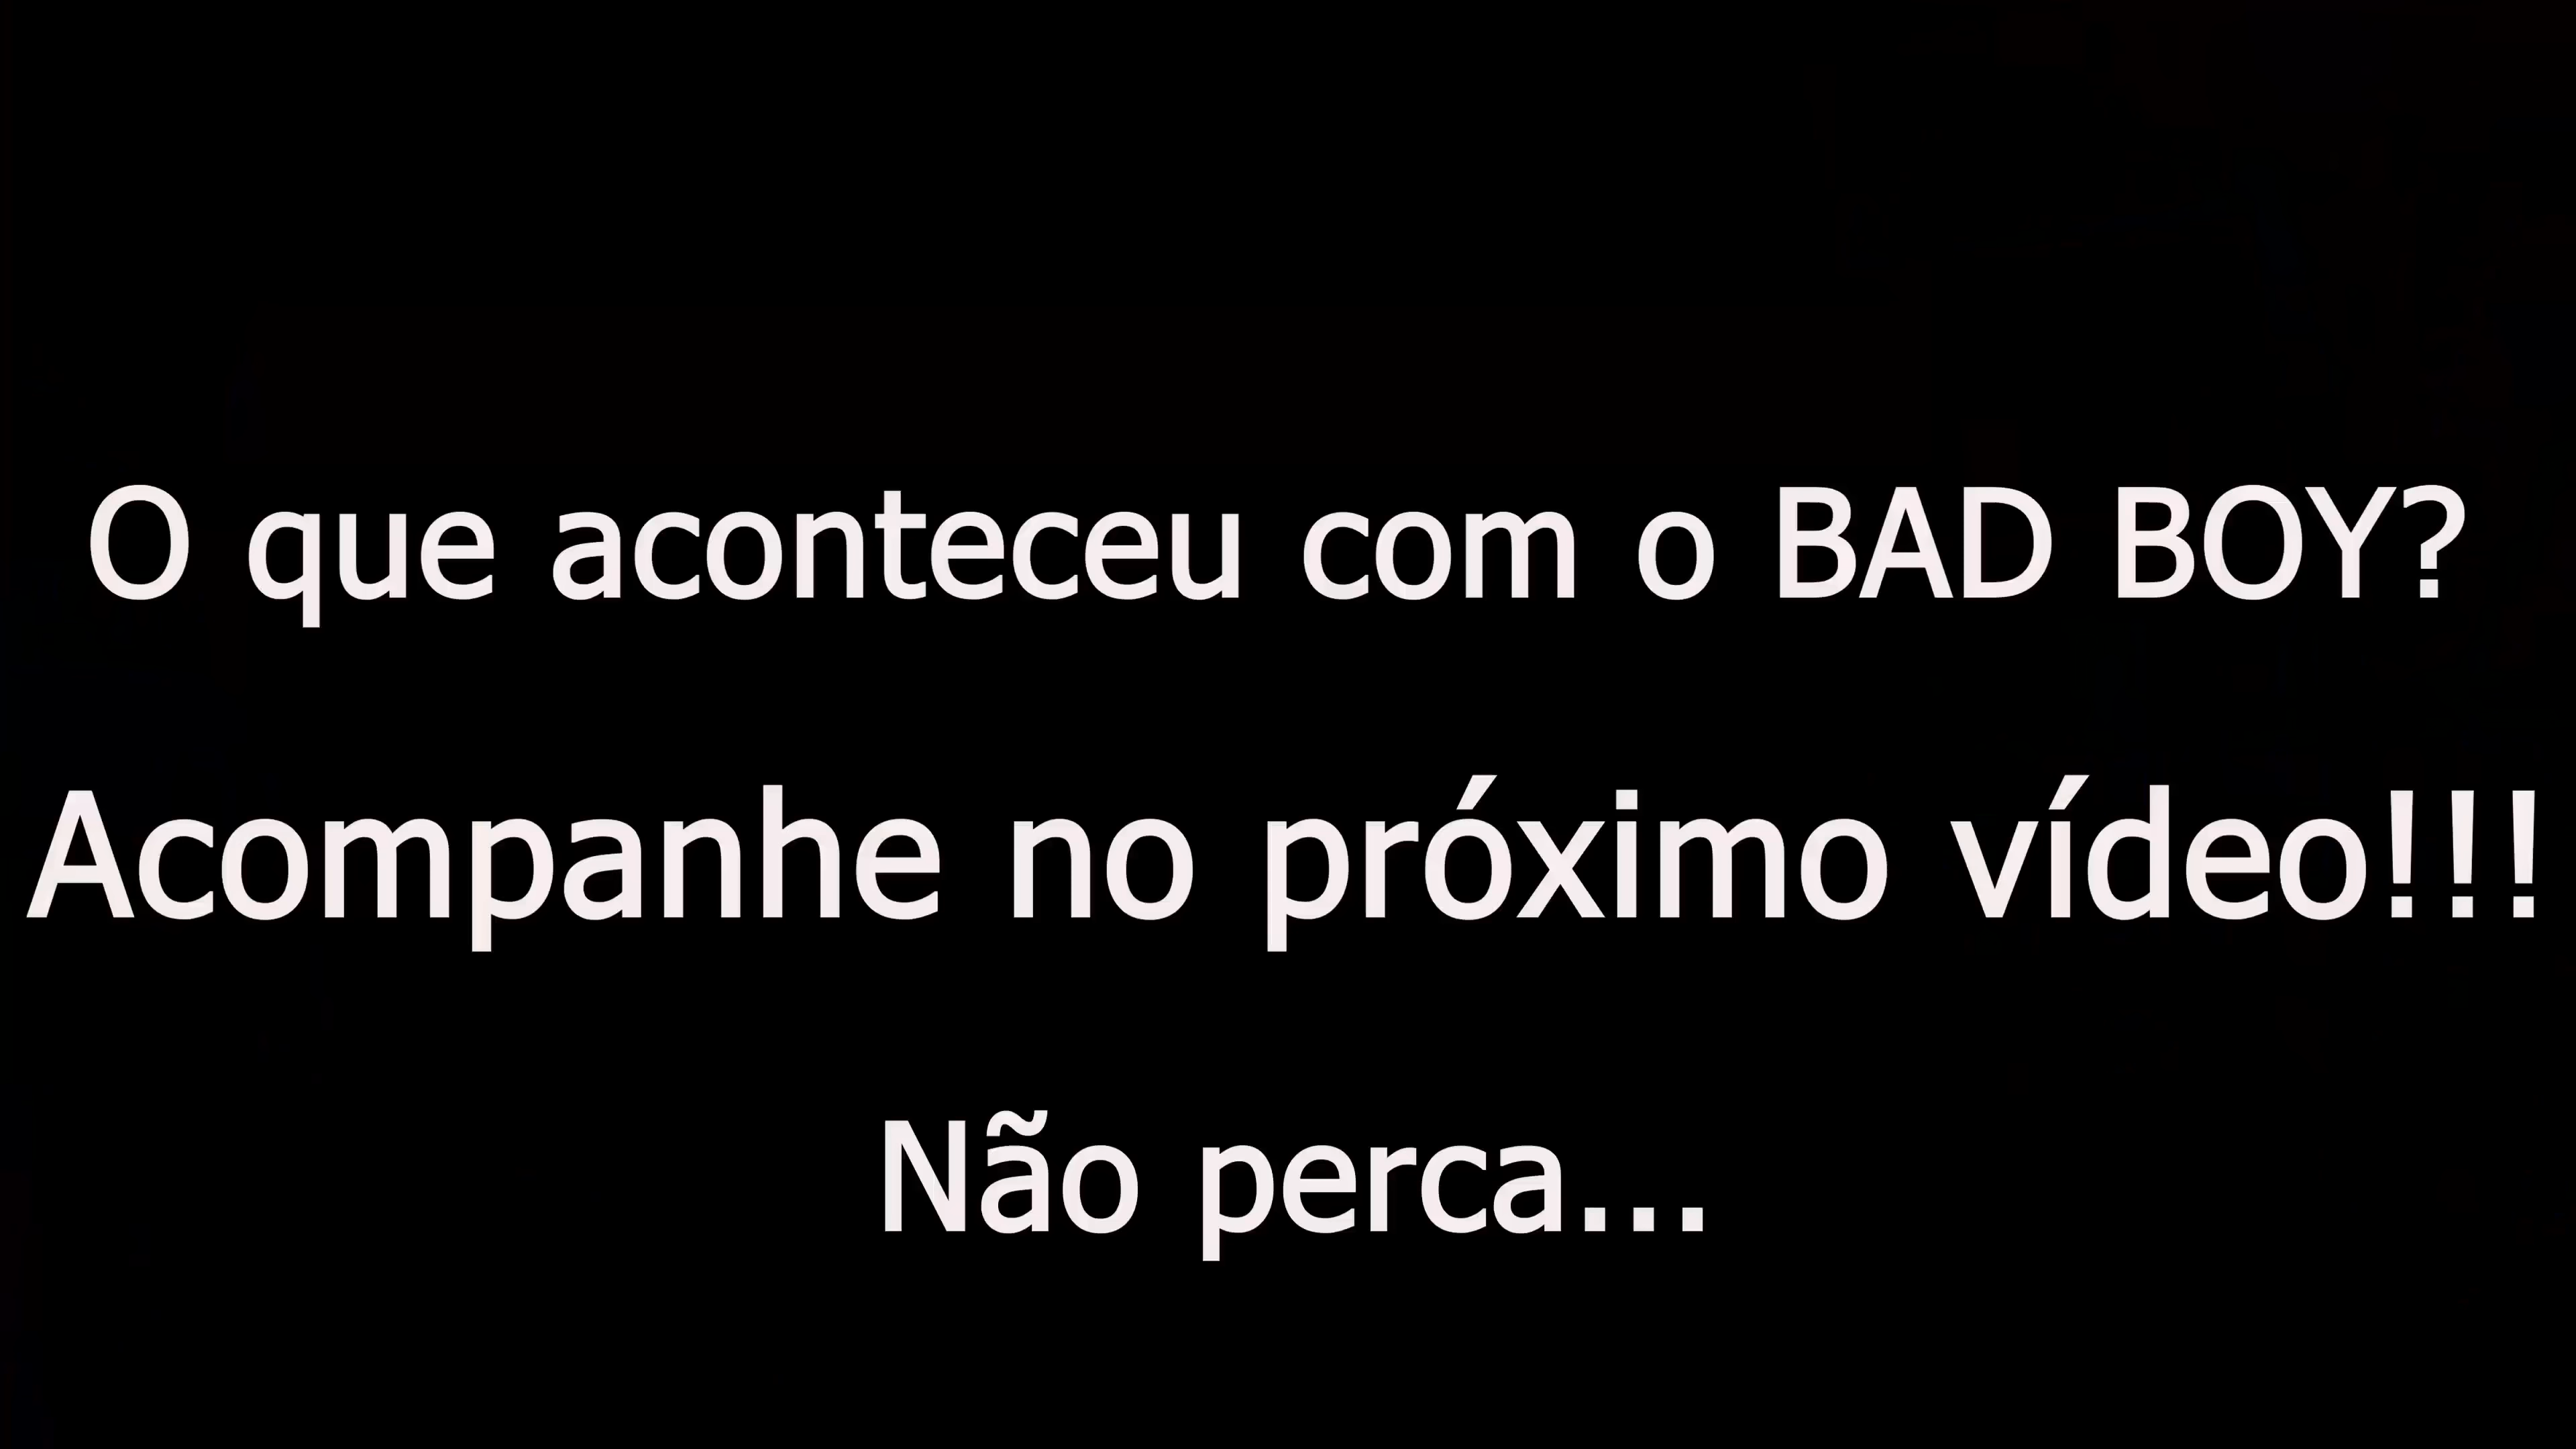 O que aconteceu com o BAD BOY?
Acompanhe no próximo vídeo!!!
Não perca...